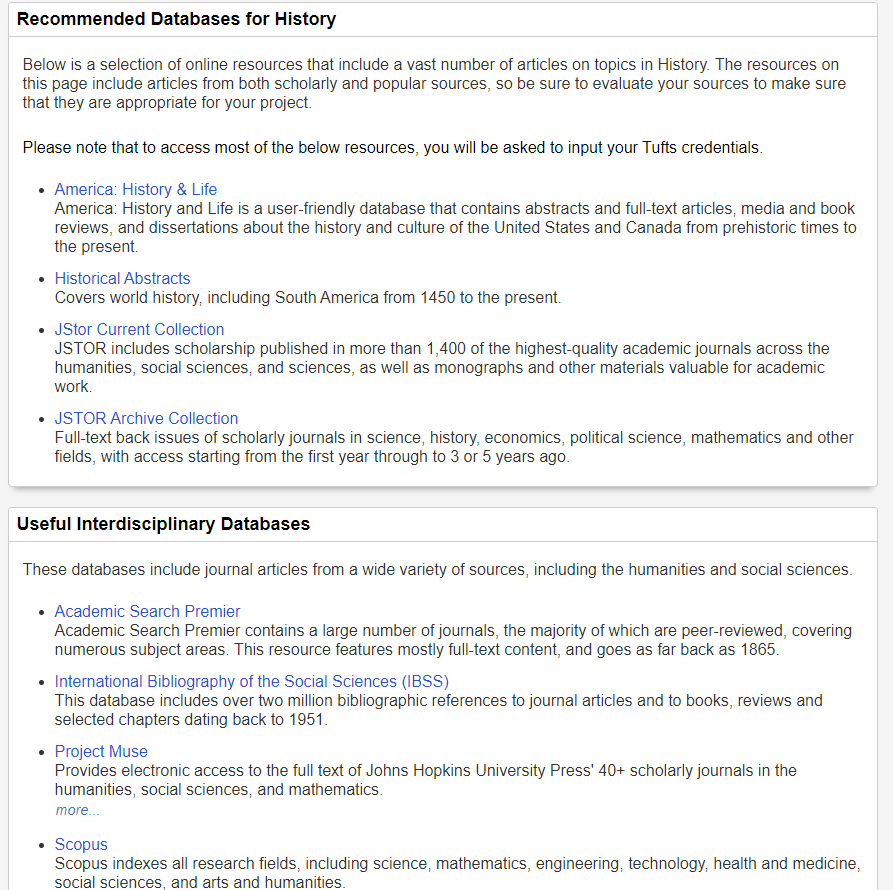 Recommended Databases for History
Below is a selection of online resources that include a vast number of articles on topics in History. The resources on
this page include articles from both scholarly and popular sources, so be sure to evaluate your sources to make sure
that they are appropriate for your project.
Please note that to access most of the below resources, you will be asked to input your Tufts credentials.
America: History & Life
America: History and Life is a user-friendly database that contains abstracts and full-text articles, media and book
reviews, and dissertations about the history and culture of the United States and Canada from prehistoric times to
the present.
Historical Abstracts
Covers world history, including South America from 1450 to the present.
JStor Current Collection
JSTOR includes scholarship published in more than 1,400 of the highest-quality academic journals across the
humanities, social sciences, and sciences, as well as monographs and other materials valuable for academic
work.
JSTOR Archive Collection
Full-text back issues of scholarly journals in science, history, economics, political science, mathematics and other
fields, with access starting from the first year through to 3 or 5 years ago.
Useful Interdisciplinary Databases
These databases include journal articles from a wide variety of sources, including the humanities and social sciences.
Academic Search Premier
Academic Search Premier contains a large number of journals, the majority of which are peer-reviewed, covering
numerous subject areas. This resource features mostly full-text content, and goes as far back as 1865.
International Bibliography of the Social Sciences (IBSS)
This database includes over two million bibliographic references to journal articles and to books, reviews and
selected chapters dating back to 1951.
Project Muse
Provides electronic access to the full text of Johns Hopkins University Press' 40+ scholarly journals in the
humanities, social sciences, and mathematics.
more...
Scopus
Scopus indexes all research fields, including science, mathematics, engineering, technology, health and medicine,
social sciences, and arts and humanities.